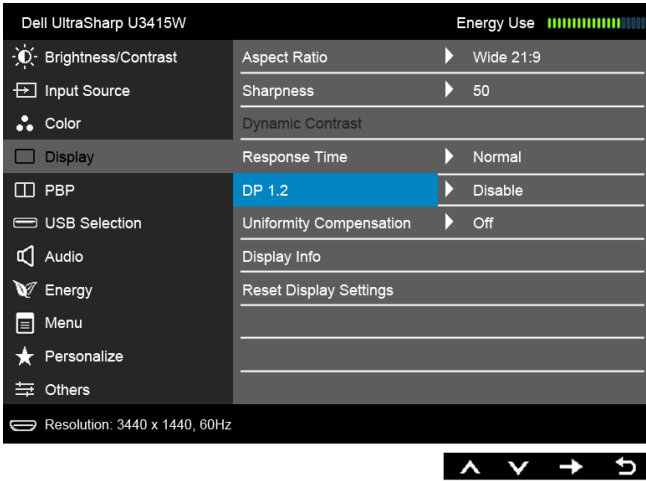 Dell UltraSharp U3415W Energy Use
Brightness/Contrast Aspect Ratio Wide 21:9
Input Source Sharpness 50
Color Dynamic Contrast
Display Response Time Normal
PBP DP 1.2 Disable
USB Selection Uniformity Compensation Off
Audio Display Info
Energy Reset Display Settings
Menu
Personalize
Others
Resolution: 3440 x 1440, 60Hz